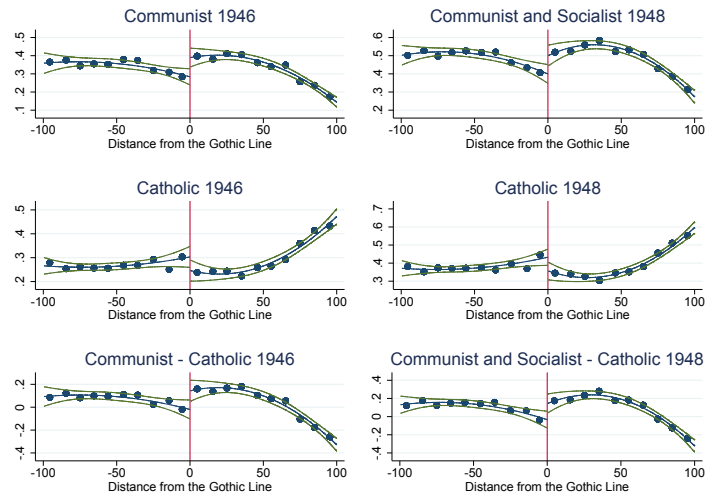 Communist 1946
.1 .2 .3 .4 .5
-100 -50 0 50 100
Distance from the Gothic Line
Communist and Socialist 1948
.2 .3 .4 .5 .6
-100 -50 0 50 100
Distance from the Gothic Line
Catholic 1946
.2 .3 .4 .5
-100 -50 0 50 100
Distance from the Gothic Line
Catholic 1948
.3 .4 .5 .6 .7
-100 -50 0 50 100
Distance from the Gothic Line
Communist - Catholic 1946
-.4 -.2 0 .2
-100 -50 0 50 100
Distance from the Gothic Line
Communist and Socialist - Catholic 1948
-.4 -.2 0 .2 .4
-100 -50 0 50 100
Distance from the Gothic Line